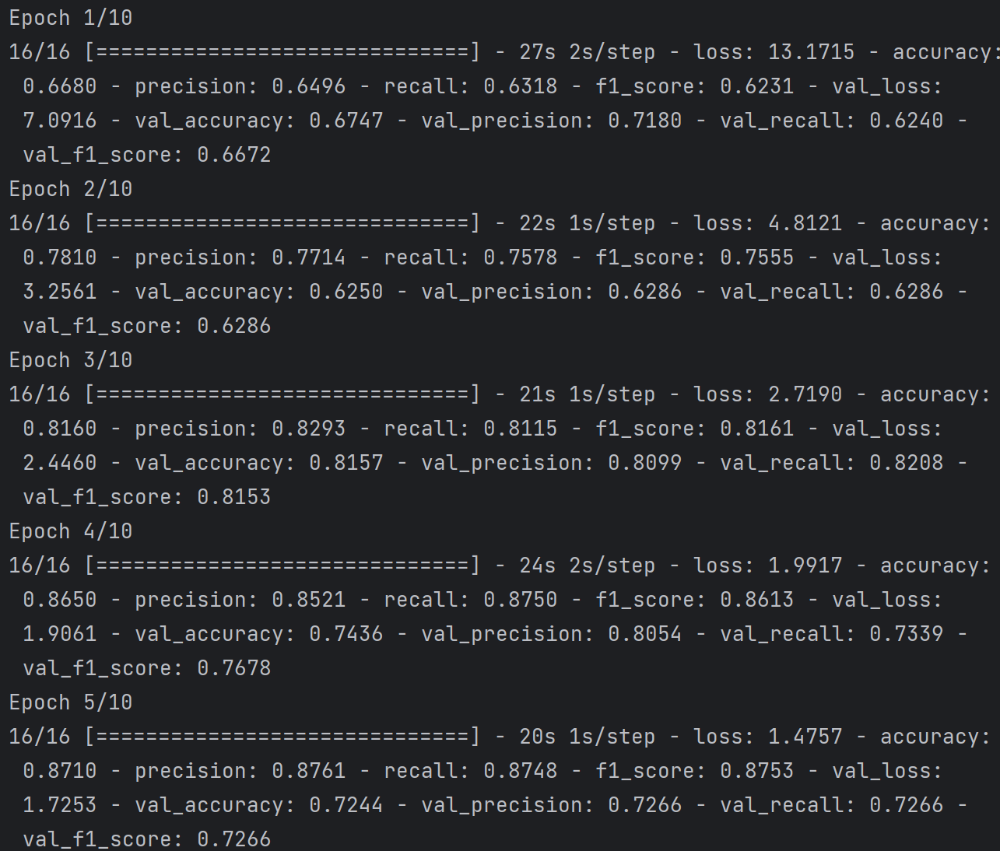 Epoch 1/10
16/16 [==============================] - 27s 2s/step - loss: 13.1715 - accuracy:
0.6680 - precision: 0.6496 - recall: 0.6318 - f1_score: 0.6231 - val_loss:
7.0916 - val_accuracy: 0.6747 - val_precision: 0.7180 - val_recall: 0.6240 -
val_f1_score: 0.6672
Epoch 2/10
16/16 [==============================] - 22s 1s/step - loss: 4.8121 - accuracy:
0.7810 - precision: 0.7714 - recall: 0.7578 - f1_score: 0.7555 - val_loss:
3.2561 - val_accuracy: 0.6250 - val_precision: 0.6286 - val_recall: 0.6286 -
val_f1_score: 0.6286
Epoch 3/10
16/16 [==============================] - 21s 1s/step - loss: 2.7190 - accuracy:
0.8160 - precision: 0.8293 - recall: 0.8115 - f1_score: 0.8161 - val_loss:
2.4460 - val_accuracy: 0.8157 - val_precision: 0.8099 - val_recall: 0.8208 -
val_f1_score: 0.8153
Epoch 4/10
16/16 [==============================] - 24s 2s/step - loss: 1.9917 - accuracy:
0.8650 - precision: 0.8521 - recall: 0.8750 - f1_score: 0.8613 - val_loss:
1.9061 - val_accuracy: 0.7436 - val_precision: 0.8054 - val_recall: 0.7339 -
val_f1_score: 0.7678
Epoch 5/10
16/16 [==============================] - 20s 1s/step - loss: 1.4757 - accuracy:
0.8710 - precision: 0.8761 - recall: 0.8748 - f1_score: 0.8753 - val_loss:
1.7253 - val_accuracy: 0.7244 - val_precision: 0.7266 - val_recall: 0.7266 -
val_f1_score: 0.7266